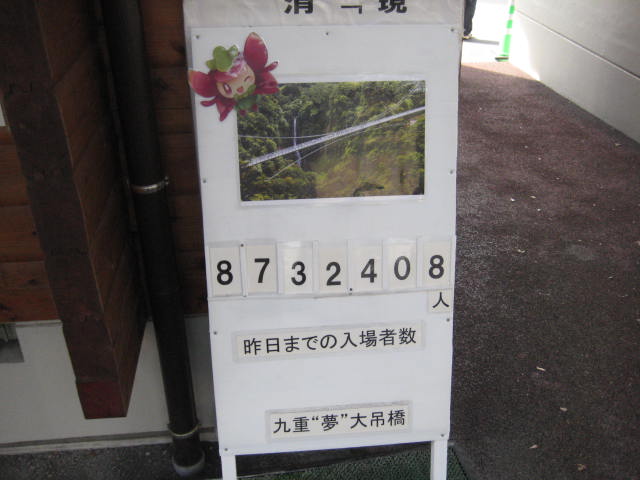 8732408
人
昨日までの入場者数
九重“夢”大吊橋